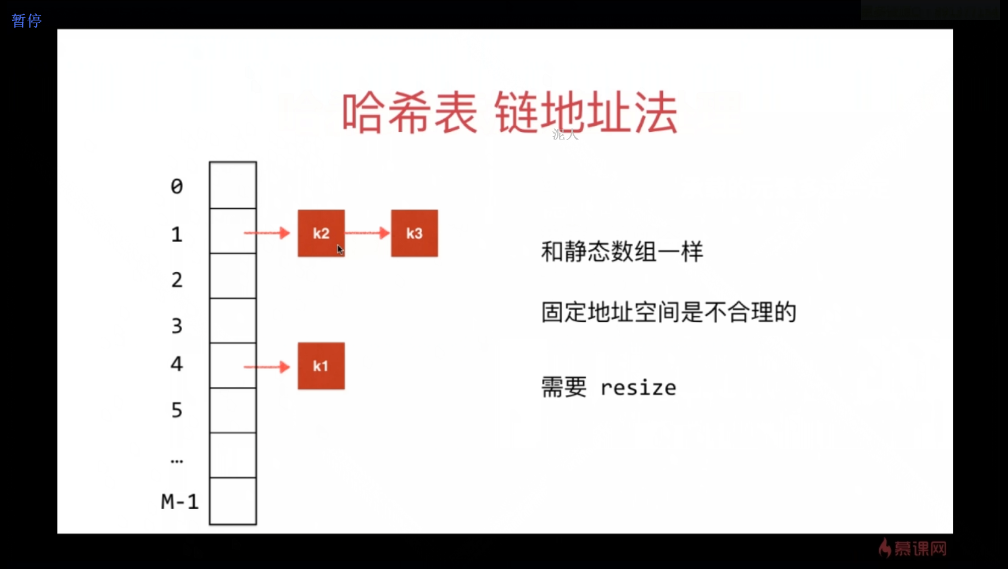 暂停
哈希表 链地址法
泥人
0
1
k2
k3
和静态数组一样
2
固定地址空间是不合理的
3
4
k1
需要 resize
5
…
M-1
慕课网